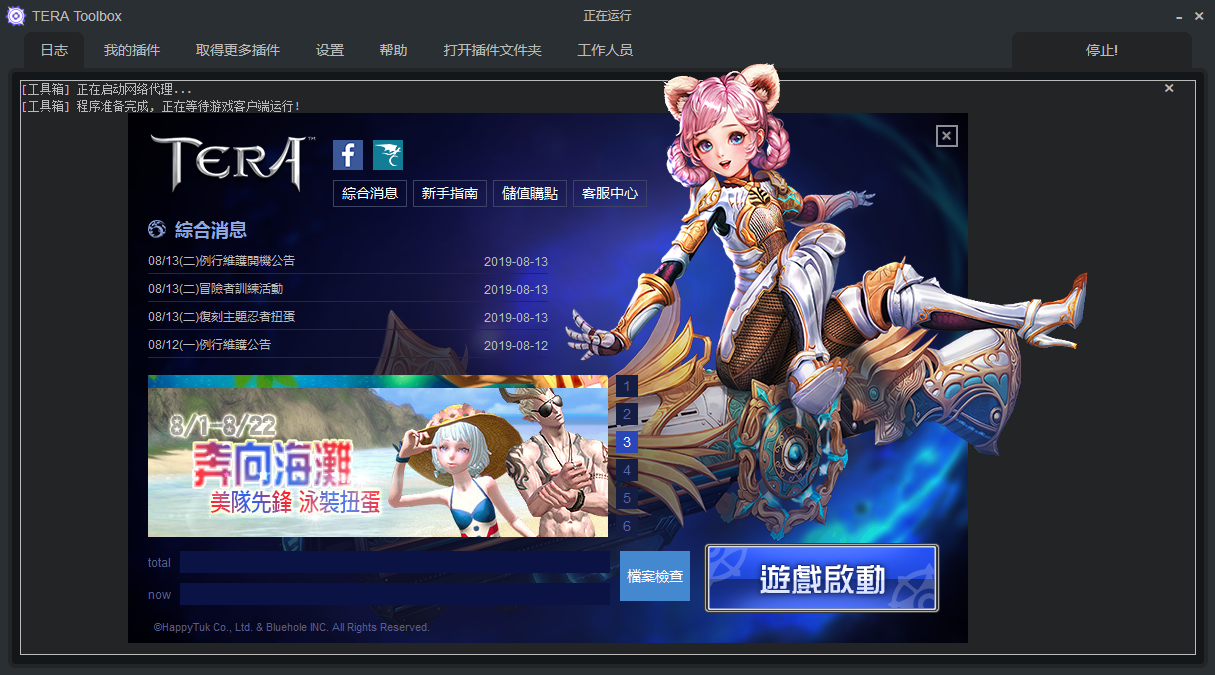 TERA Toolbox
正在运行
日志 我的插件 取得更多插件 设置 帮助 打开插件文件夹 工作人员 停止!
[工具箱] 正在启动网络代理...
[工具箱] 程序准备完成, 正在等待游戏客户端运行!
TERA™
綜合消息 新手指南 儲值購點 客服中心
綜合消息
08/13(二)例行維護開機公告 2019-08-13
08/13(二)冒險者訓練活動 2019-08-13
08/13(二)復刻主題忍者扭蛋 2019-08-13
08/12(一)例行維護公告 2019-08-12
8/1-8/22
奔向海灘
美隊先鋒 泳裝扭蛋
1
2
3
4
5
6
total
now
檔案檢查
遊戲啟動
©HappyTuk Co., Ltd. & Bluehole INC. All Rights Reserved.